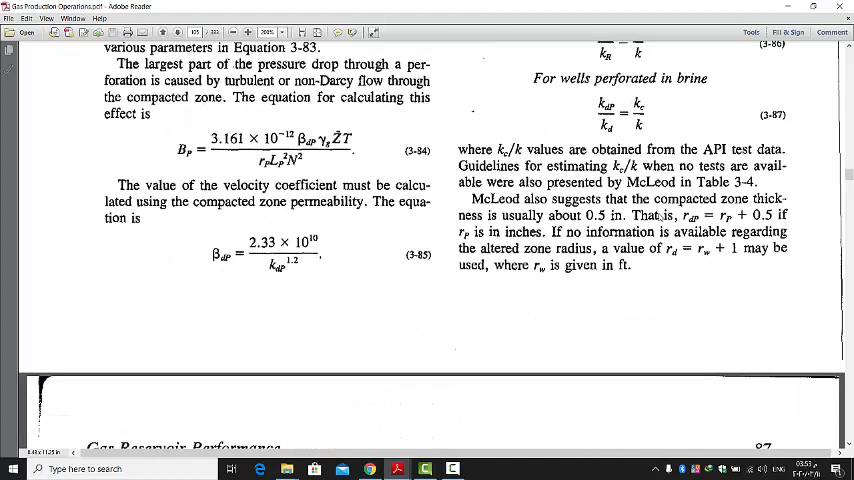 Gas Production Operations.pdf - Adobe Reader
File Edit View Window Help
Open 105 / 333 200% Tools Fill & Sign Comment
various parameters in Equation 3-83.
The largest part of the pressure drop through a per-
foration is caused by turbulent or non-Darcy flow through
the compacted zone. The equation for calculating this
effect is
B_P = 3.161 × 10^-12 β_dP γ_g Z̄ T / r_P L_P^2 N^2 . (3-84)
The value of the velocity coefficient must be calcu-
lated using the compacted zone permeability. The equa-
tion is
β_dP = 2.33 × 10^10 / k_dP^1.2 . (3-85)
k_R k (3-86)
For wells perforated in brine
k_dP / k_d = k_c / k (3-87)
where k_c/k values are obtained from the API test data.
Guidelines for estimating k_c/k when no tests are avail-
able were also presented by McLeod in Table 3-4.
McLeod also suggests that the compacted zone thick-
ness is usually about 0.5 in. That is, r_dP = r_P + 0.5 if
r_P is in inches. If no information is available regarding
the altered zone radius, a value of r_d = r_w + 1 may be
used, where r_w is given in ft.
Gas Reservoir Performance 87
8.43 x 11.25 in
Type here to search
ENG